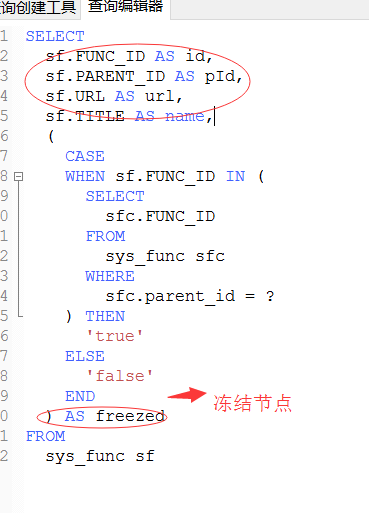 询创建工具 查询编辑器
1 SELECT
2 sf.FUNC_ID AS id,
3 sf.PARENT_ID AS pId,
4 sf.URL AS url,
5 sf.TITLE AS name,
6 (
7 CASE
8 WHEN sf.FUNC_ID IN (
9 SELECT
0 sfc.FUNC_ID
1 FROM
2 sys_func sfc
3 WHERE
4 sfc.parent_id = ?
5 ) THEN
6 'true'
7 ELSE
8 'false'
9 END
冻结节点
0 ) AS freezed
1 FROM
2 sys_func sf